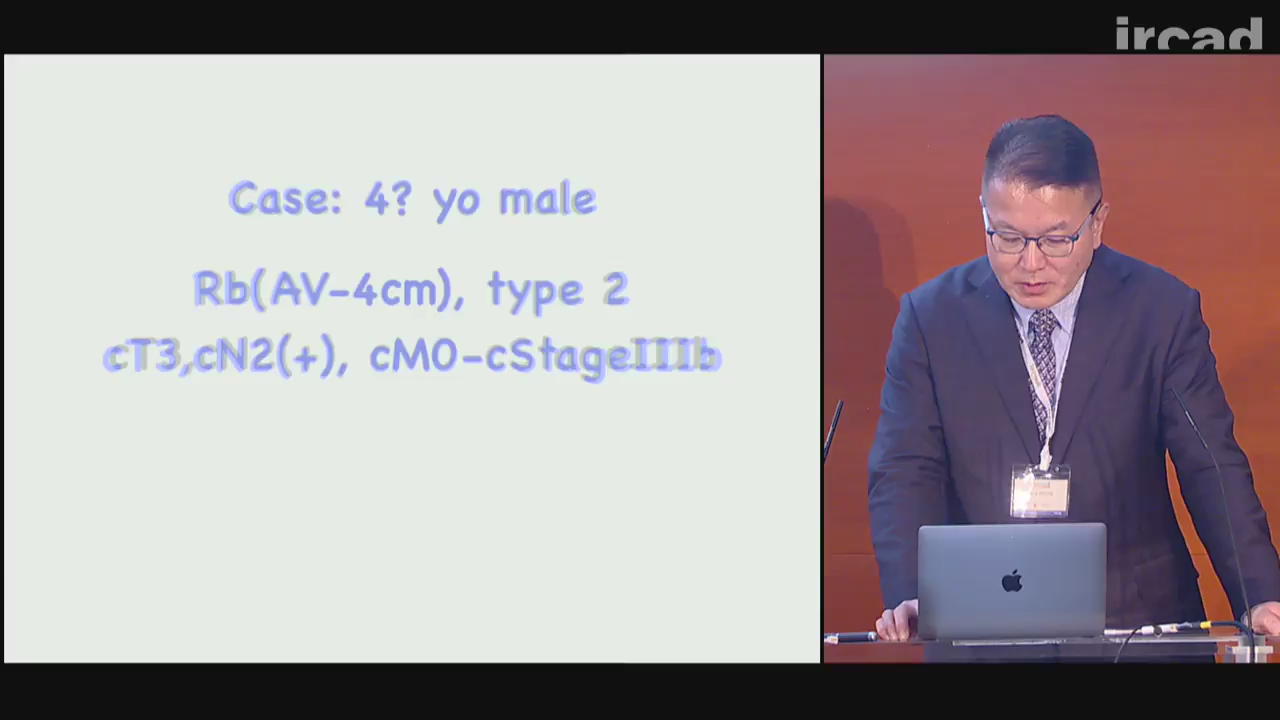 ircad
Case: 4? yo male
Rb(AV-4cm), type 2
cT3,cN2(+), cM0-cStageIIIb